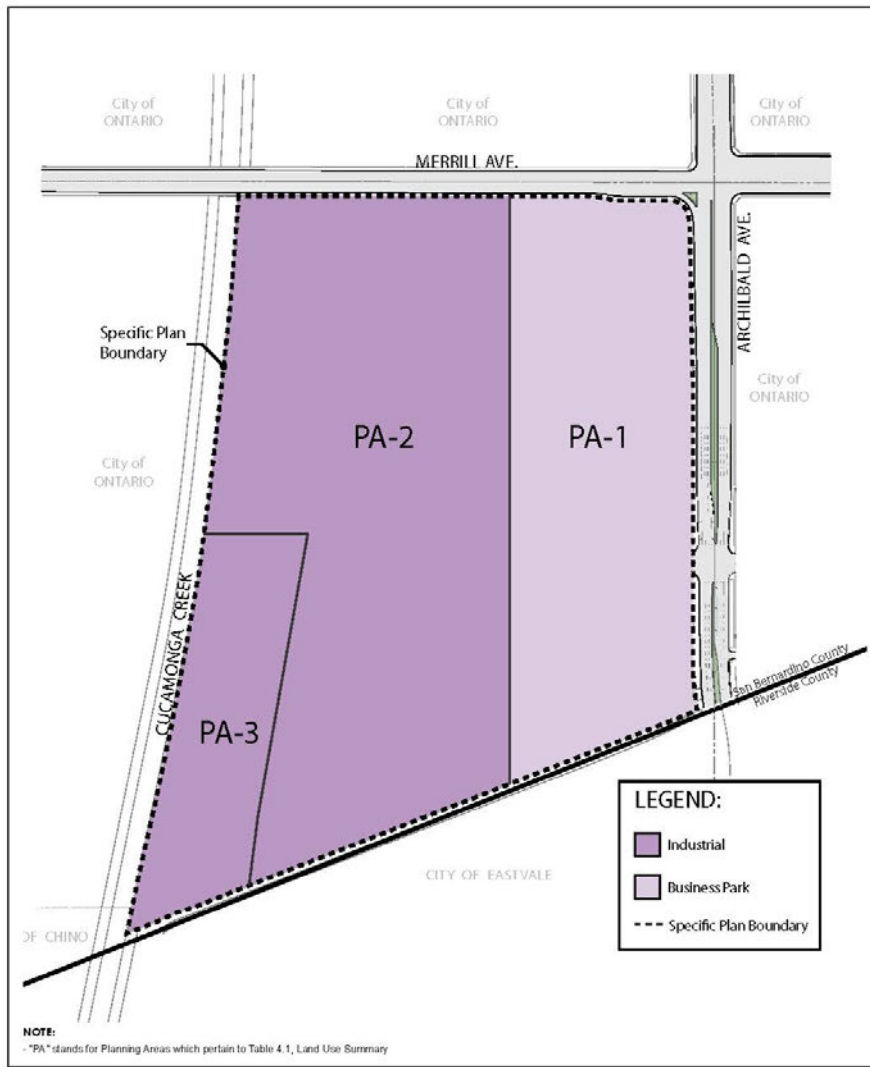 City of
ONTARIO
City of
ONTARIO
City of
ONTARIO
MERRILL AVE.
ARCHILBALD AVE.
Specific Plan
Boundary
City of
ONTARIO
PA-2
PA-1
City of
ONTARIO
CUCAMONGA CREEK
PA-3
San Bernardino County
Riverside County
LEGEND:
Industrial
Business Park
Specific Plan Boundary
CITY OF EASTVALE
OF CHINO
NOTE:
- "PA" stands for Planning Areas which pertain to Table 4.1, Land Use Summary